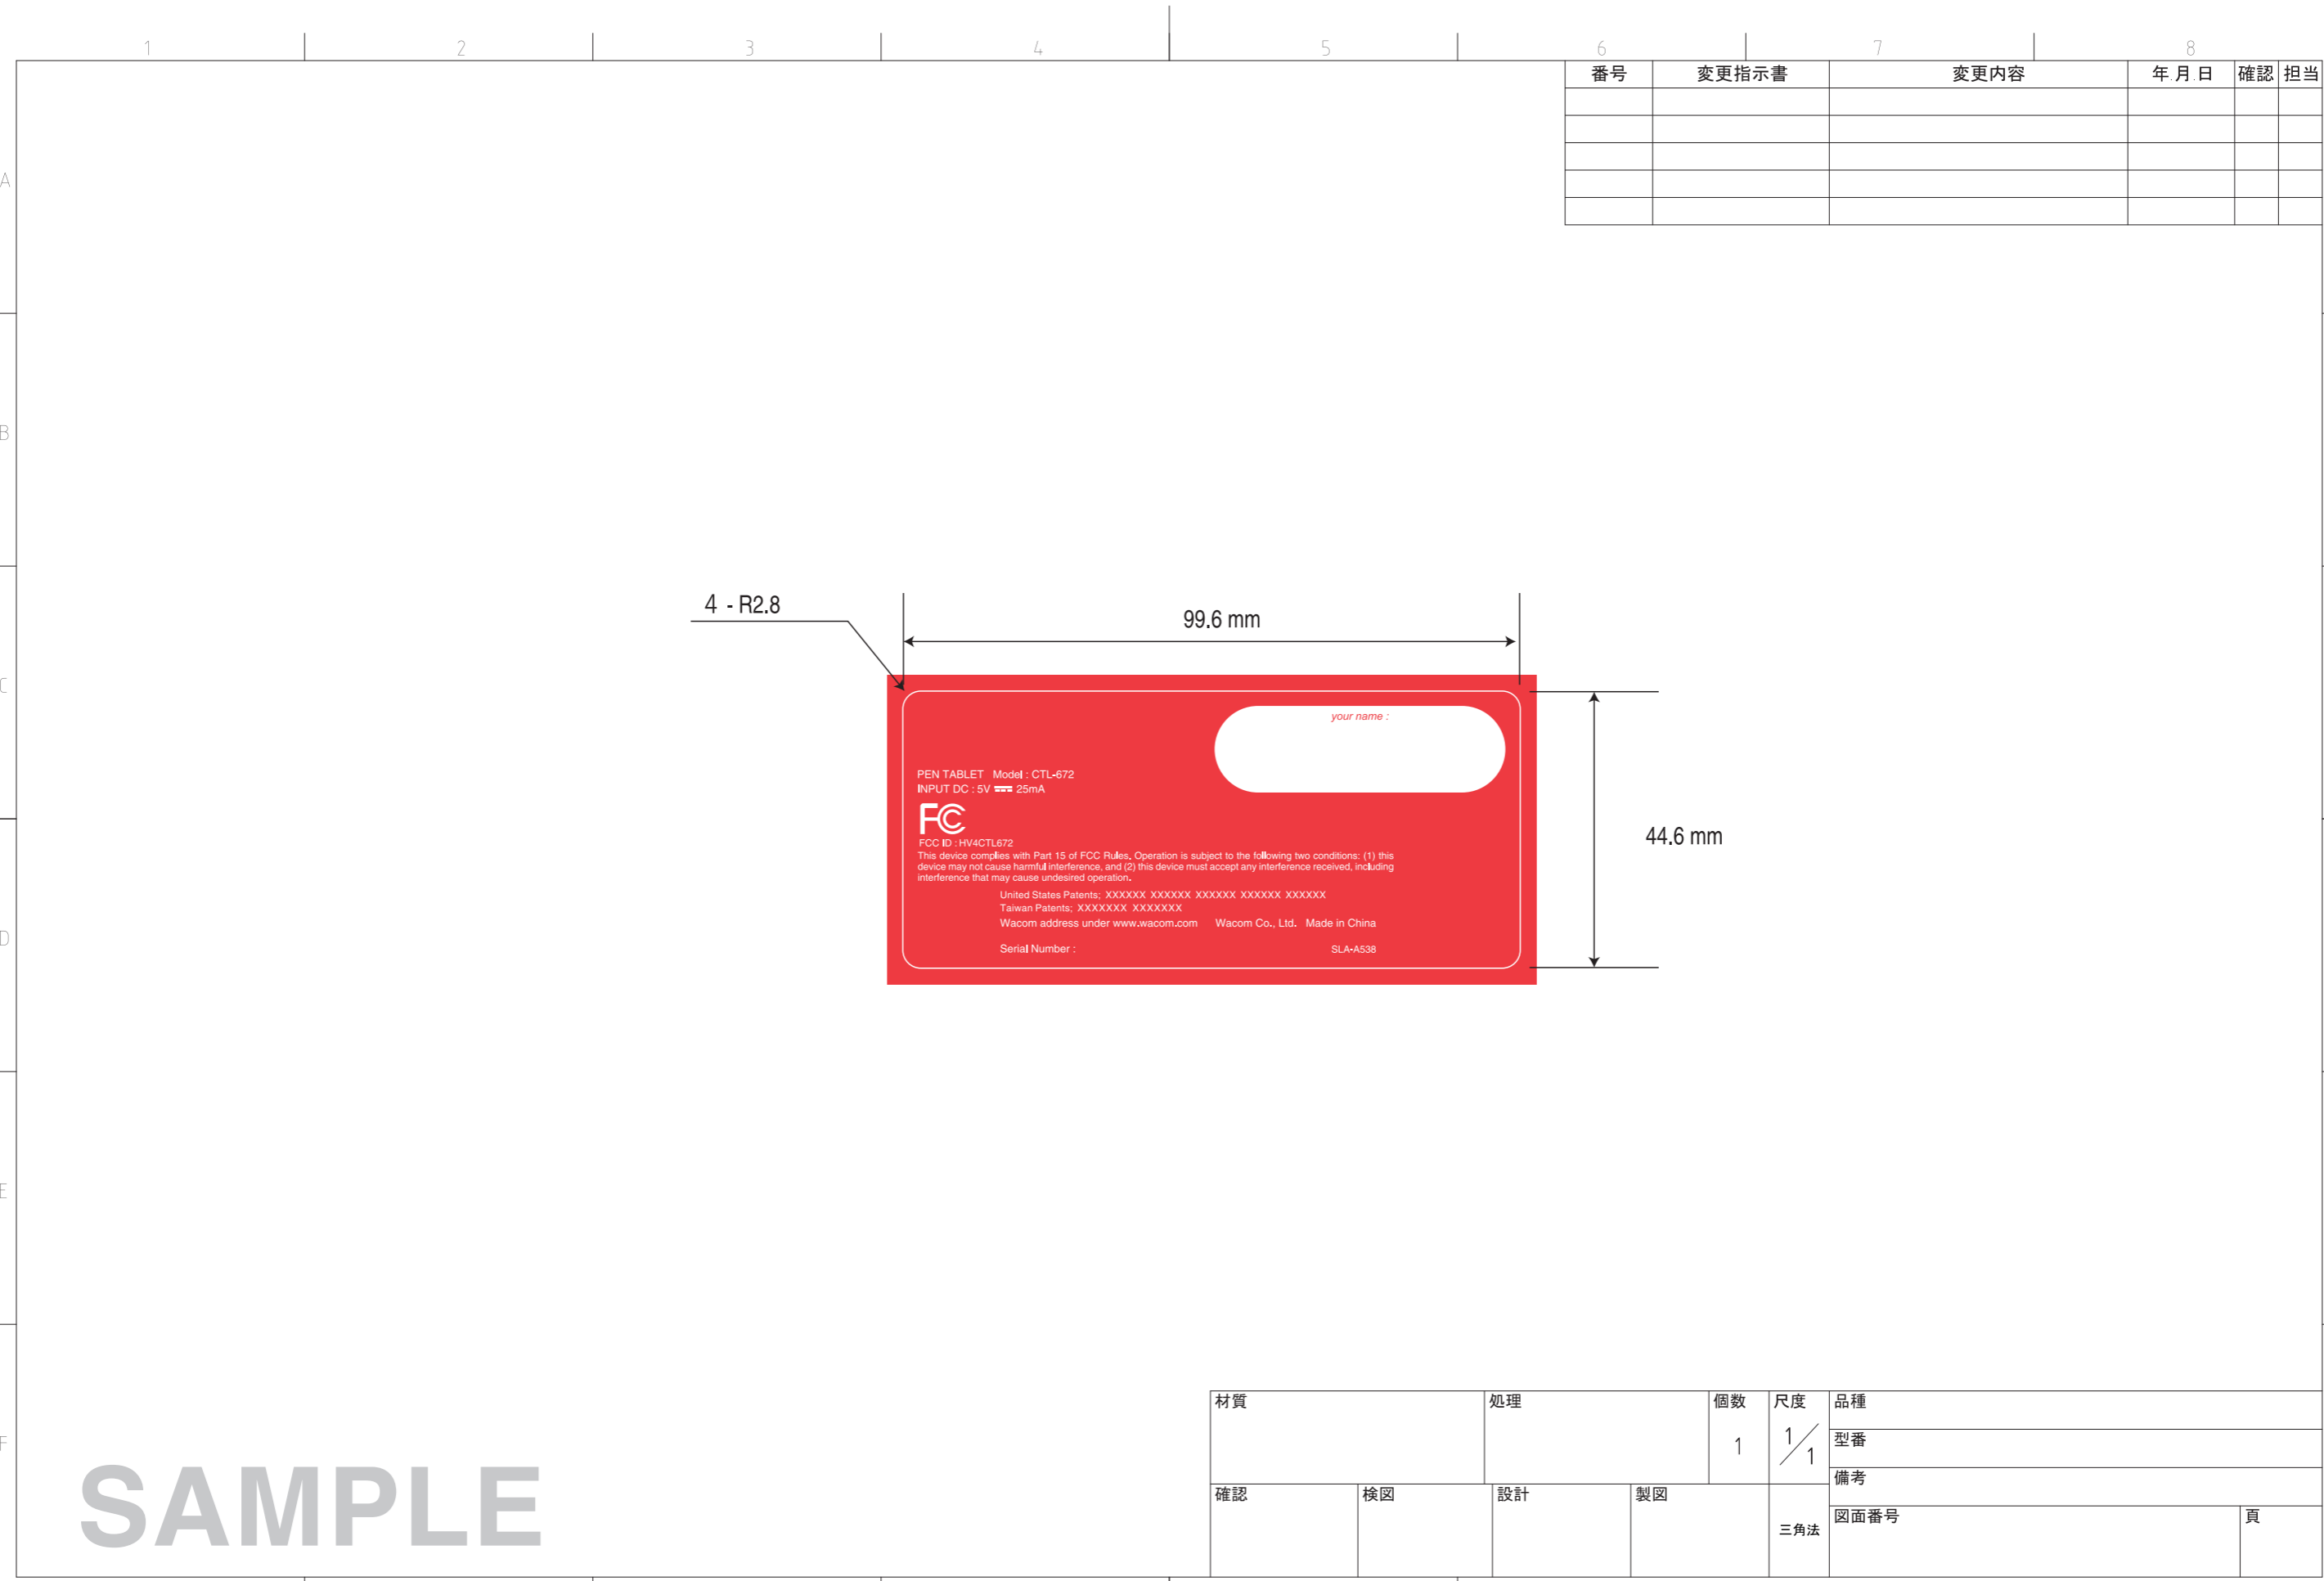 1 2 3 4 5 6 7 8
番号 変更指示書 変更内容 年.月.日 確認 担当
A
B
C
D
E
F
4 - R2.8
99.6 mm
44.6 mm
your name :
PEN TABLET Model : CTL-672
INPUT DC : 5V 25mA
FC
FCC ID : HV4CTL672
This device complies with Part 15 of FCC Rules. Operation is subject to the following two conditions: (1) this
device may not cause harmful interference, and (2) this device must accept any interference received, including
interference that may cause undesired operation.
United States Patents; XXXXXX XXXXXX XXXXXX XXXXXX XXXXXX
Taiwan Patents; XXXXXXX XXXXXXX
Wacom address under www.wacom.com Wacom Co., Ltd. Made in China
Serial Number : SLA-A538
SAMPLE
材質 処理 個数 尺度 品種
1 1/1
型番
備考
確認 検図 設計 製図 三角法 図面番号 頁